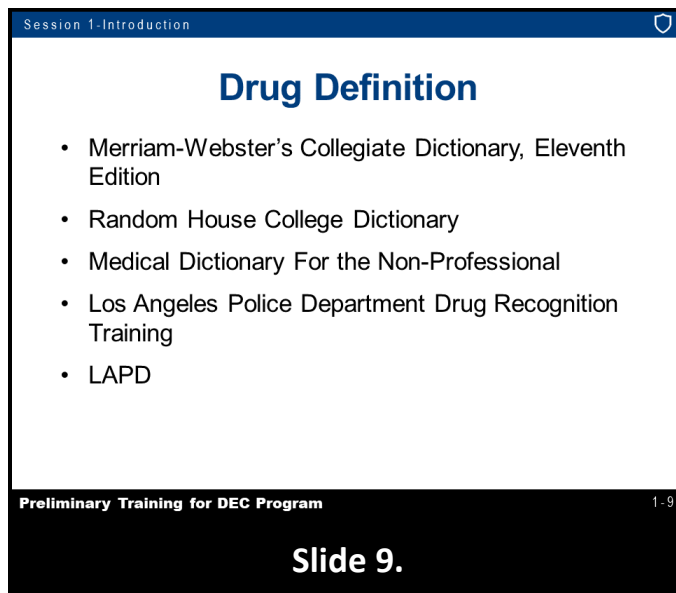 Session 1-Introduction
Drug Definition
• Merriam-Webster's Collegiate Dictionary, Eleventh
Edition
• Random House College Dictionary
• Medical Dictionary For the Non-Professional
• Los Angeles Police Department Drug Recognition
Training
• LAPD
Preliminary Training for DEC Program
1-9
Slide 9.